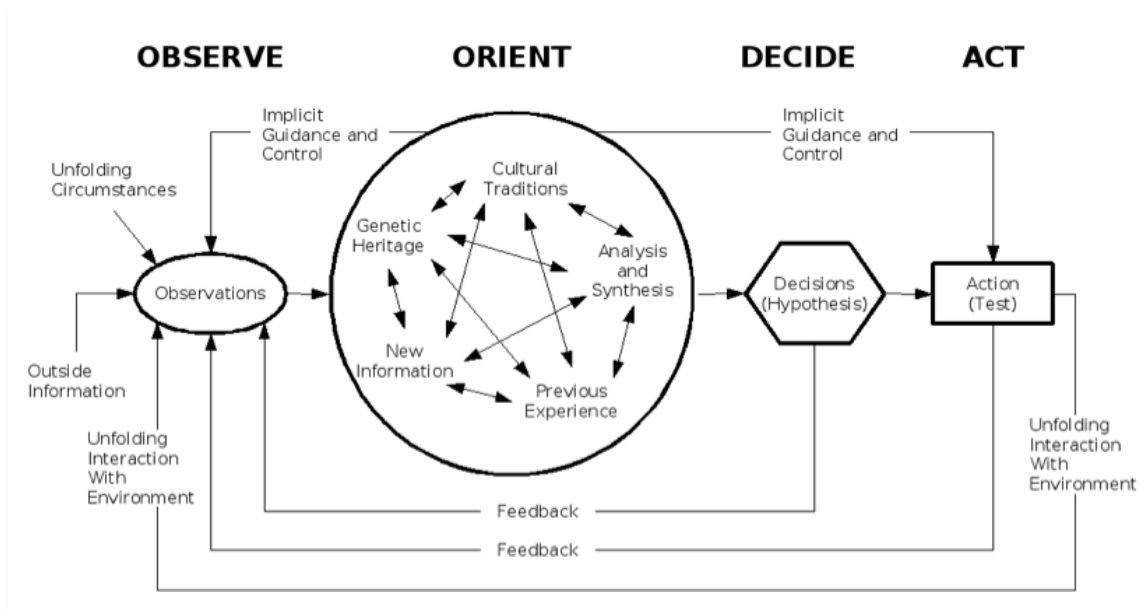 OBSERVE
ORIENT
DECIDE
ACT
Implicit
Guidance and
Control
Implicit
Guidance and
Control
Unfolding
Circumstances
Cultural
Traditions
Genetic
Heritage
Analysis
and
Synthesis
Observations
Decisions
(Hypothesis)
Action
(Test)
New
Information
Previous
Experience
Outside
Information
Unfolding
Interaction
With
Environment
Unfolding
Interaction
With
Environment
Feedback
Feedback